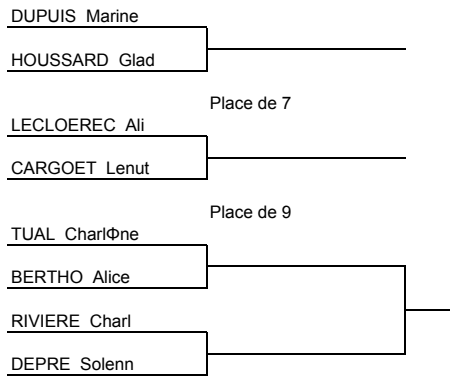 DUPUIS Marine
HOUSSARD Glad
Place de 7
LECLOEREC Ali
CARGOET Lenut
Place de 9
TUAL CharlΦne
BERTHO Alice
RIVIERE Charl
DEPRE Solenn